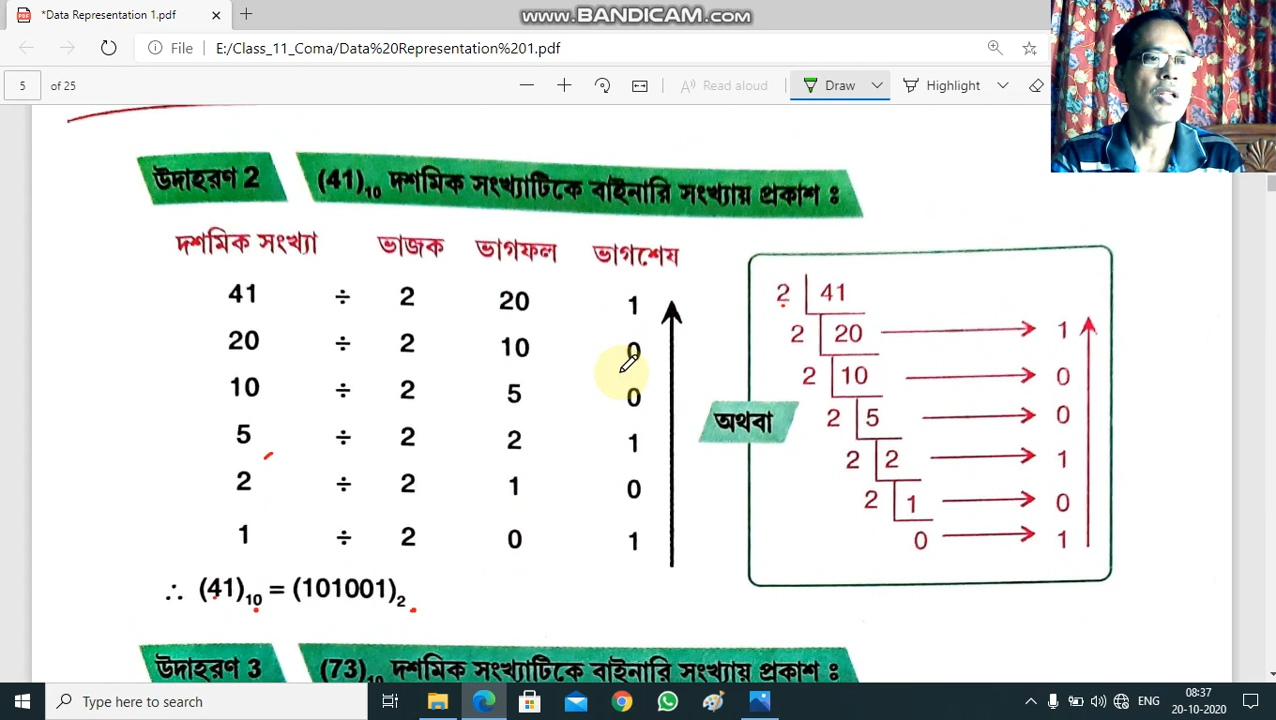 *Data Representation 1.pdf
www.BANDICAM.com
File E:/Class_11_Coma/Data%20Representation%201.pdf
5 of 25 Read aloud Draw Highlight
উদাহরণ 2 (41)₁₀ দশমিক সংখ্যাটিকে বাইনারি সংখ্যায় প্রকাশ ঃ
দশমিক সংখ্যা ভাজক ভাগফল ভাগশেষ
41 ÷ 2 20 1
20 ÷ 2 10 0
10 ÷ 2 5 0
5 ÷ 2 2 1
2 ÷ 2 1 0
1 ÷ 2 0 1
∴ (41)₁₀ = (101001)₂
অথবা
2 41
2 20 1
2 10 0
2 5 0
2 2 1
2 1 0
0 1
উদাহরণ 3 (73)₁₀ দশমিক সংখ্যাটিকে বাইনারি সংখ্যায় প্রকাশ ঃ
Type here to search
ENG
08:37
20-10-2020